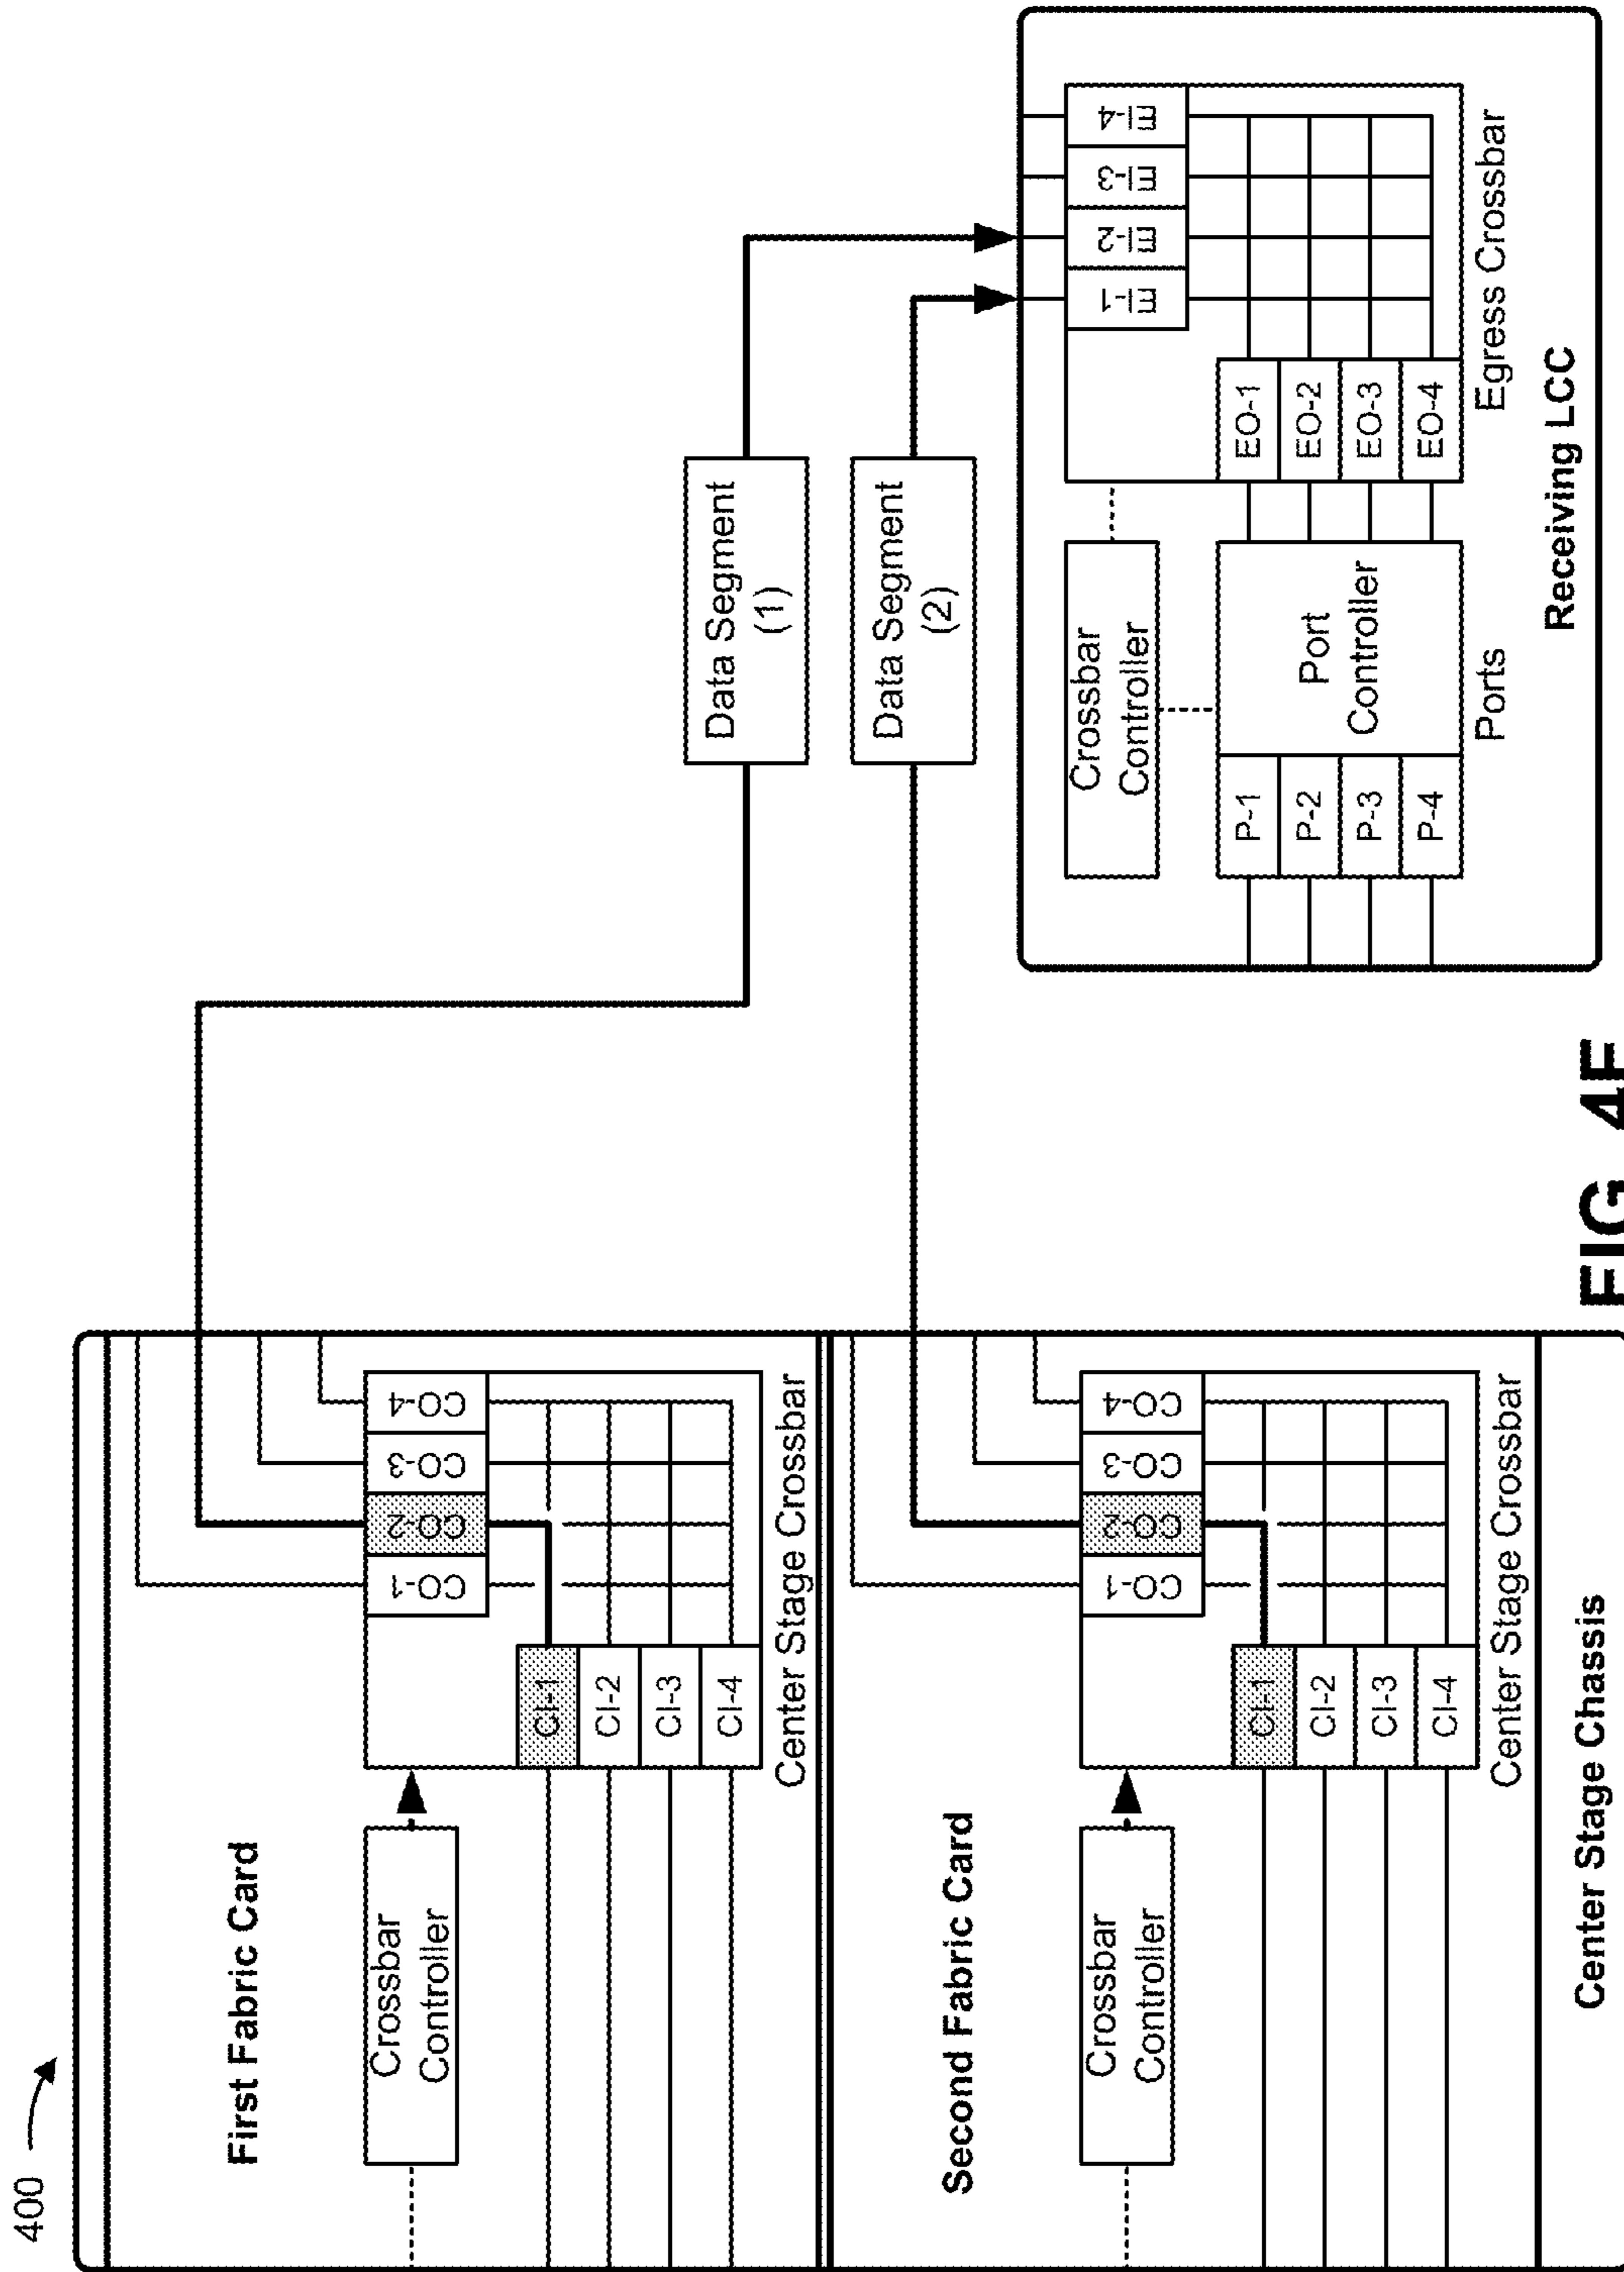 400
First Fabric Card
Crossbar
Controller
CO-1
CO-2
CO-3
CO-4
CI-1
CI-2
CI-3
CI-4
Center Stage Crossbar
Second Fabric Card
Crossbar
Controller
CO-1
CO-2
CO-3
CO-4
CI-1
CI-2
CI-3
CI-4
Center Stage Crossbar
Center Stage Chassis
Data Segment
(1)
Data Segment
(2)
Crossbar
Controller
EI-1
EI-2
EI-3
EI-4
P-1
P-2
P-3
P-4
Port
Controller
EO-1
EO-2
EO-3
EO-4
Ports
Egress Crossbar
Receiving LCC
FIG.